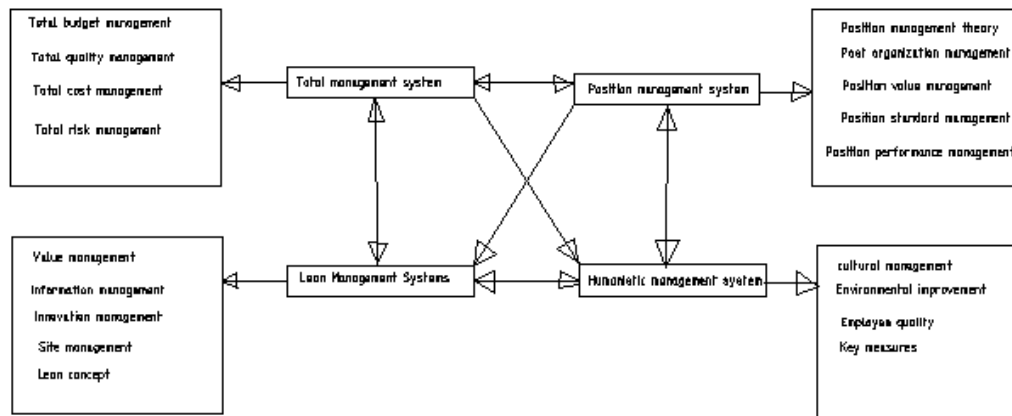 Total budget management
Total quality management
Total cost management
Total risk management
Total management system
Position management system
Position management theory
Post organization management
Position value management
Position standard management
Position performance management
Value management
Information management
Innovation management
Site management
Lean concept
Lean Management Systems
Humanistic management system
cultural management
Environmental improvement
Employee quality
Key measures